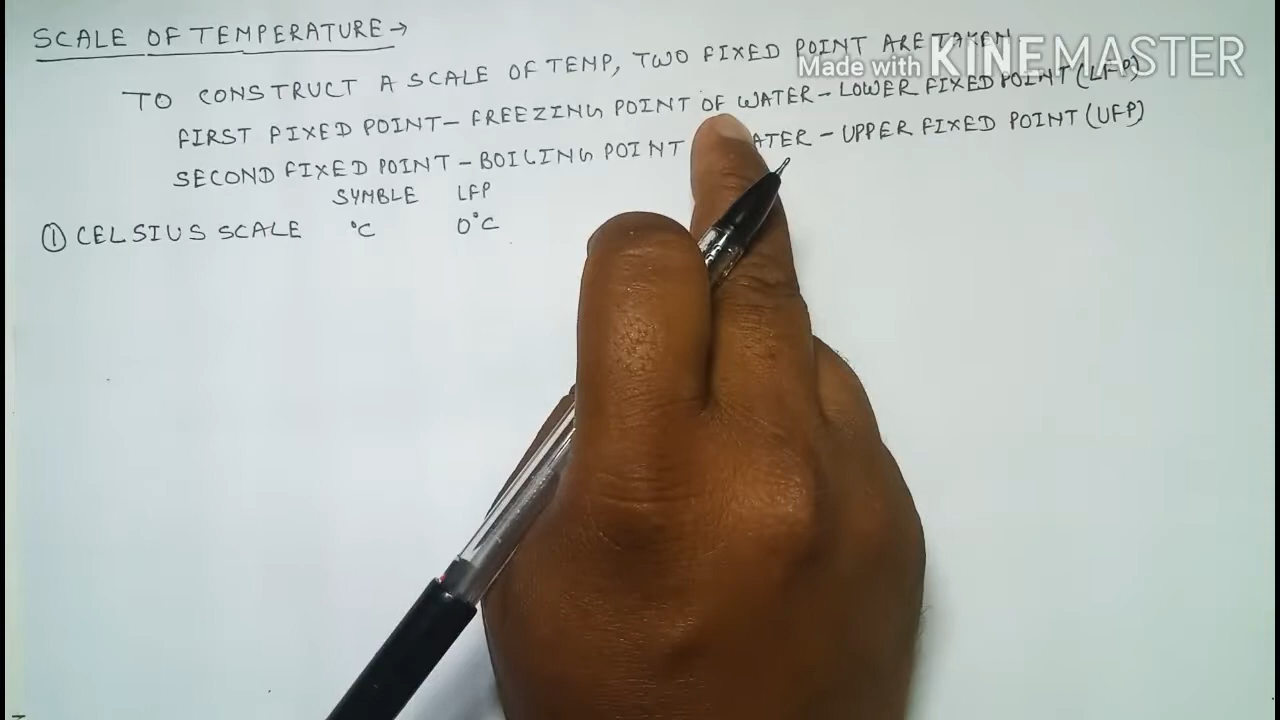 SCALE OF TEMPERATURE→
TO CONSTRUCT A SCALE OF TEMP, TWO FIXED POINT ARE TAKEN
Made with KINEMASTER
FIRST FIXED POINT - FREEZING POINT OF WATER - LOWER FIXED POINT (LFP)
SECOND FIXED POINT - BOILING POINT ATER - UPPER FIXED POINT (UFP)
SYMBLE LFP
① CELSIUS SCALE °C 0°C